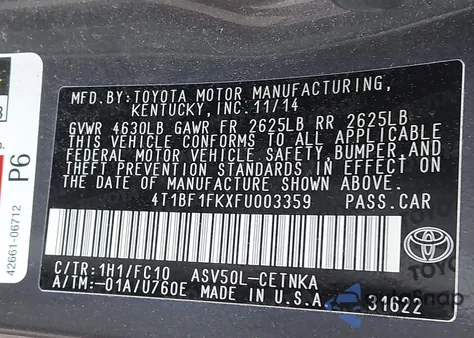 MFD. BY: TOYOTA MOTOR MANUFACTURING,
KENTUCKY, INC. 11/14
GVWR 4630LB GAWR FR 2625LB RR 2625LB
THIS VEHICLE CONFORMS TO ALL APPLICABLE
FEDERAL MOTOR VEHICLE SAFETY, BUMPER, AND
THEFT PREVENTION STANDARDS IN EFFECT ON
THE DATE OF MANUFACTURE SHOWN ABOVE.
4T1BF1FKXFU003359 PASS. CAR
C/TR: 1H1/FC10 ASV50L-CETNKA
A/TM: -01A/U760E MADE IN U.S.A. 31622
TOYOTA
P6
42661-06712